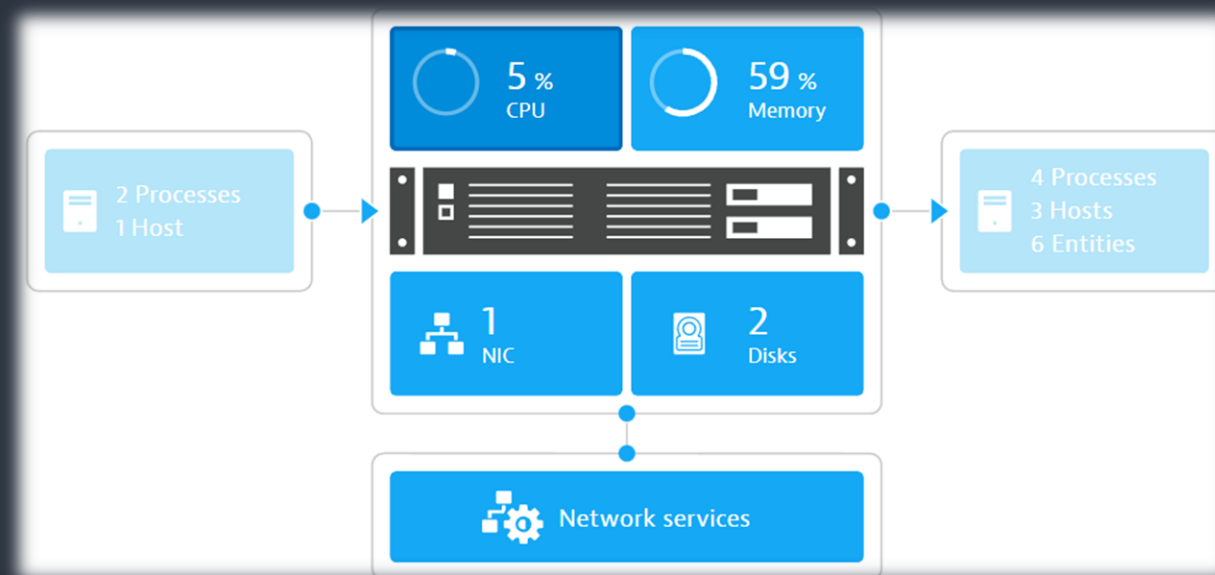 5 %
CPU
59 %
Memory
2 Processes
1 Host
4 Processes
3 Hosts
6 Entities
1
NIC
2
Disks
Network services